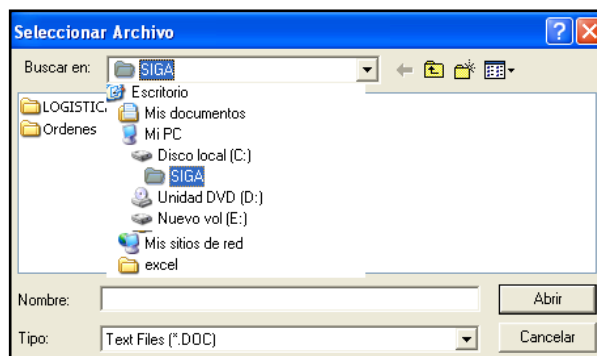 Seleccionar Archivo
Buscar en: SIGA
Escritorio
LOGISTIC
Mis documentos
Ordenes
Mi PC
Disco local (C:)
SIGA
Unidad DVD (D:)
Nuevo vol (E:)
Mis sitios de red
excel
Nombre:
Abrir
Tipo: Text Files (*.DOC)
Cancelar